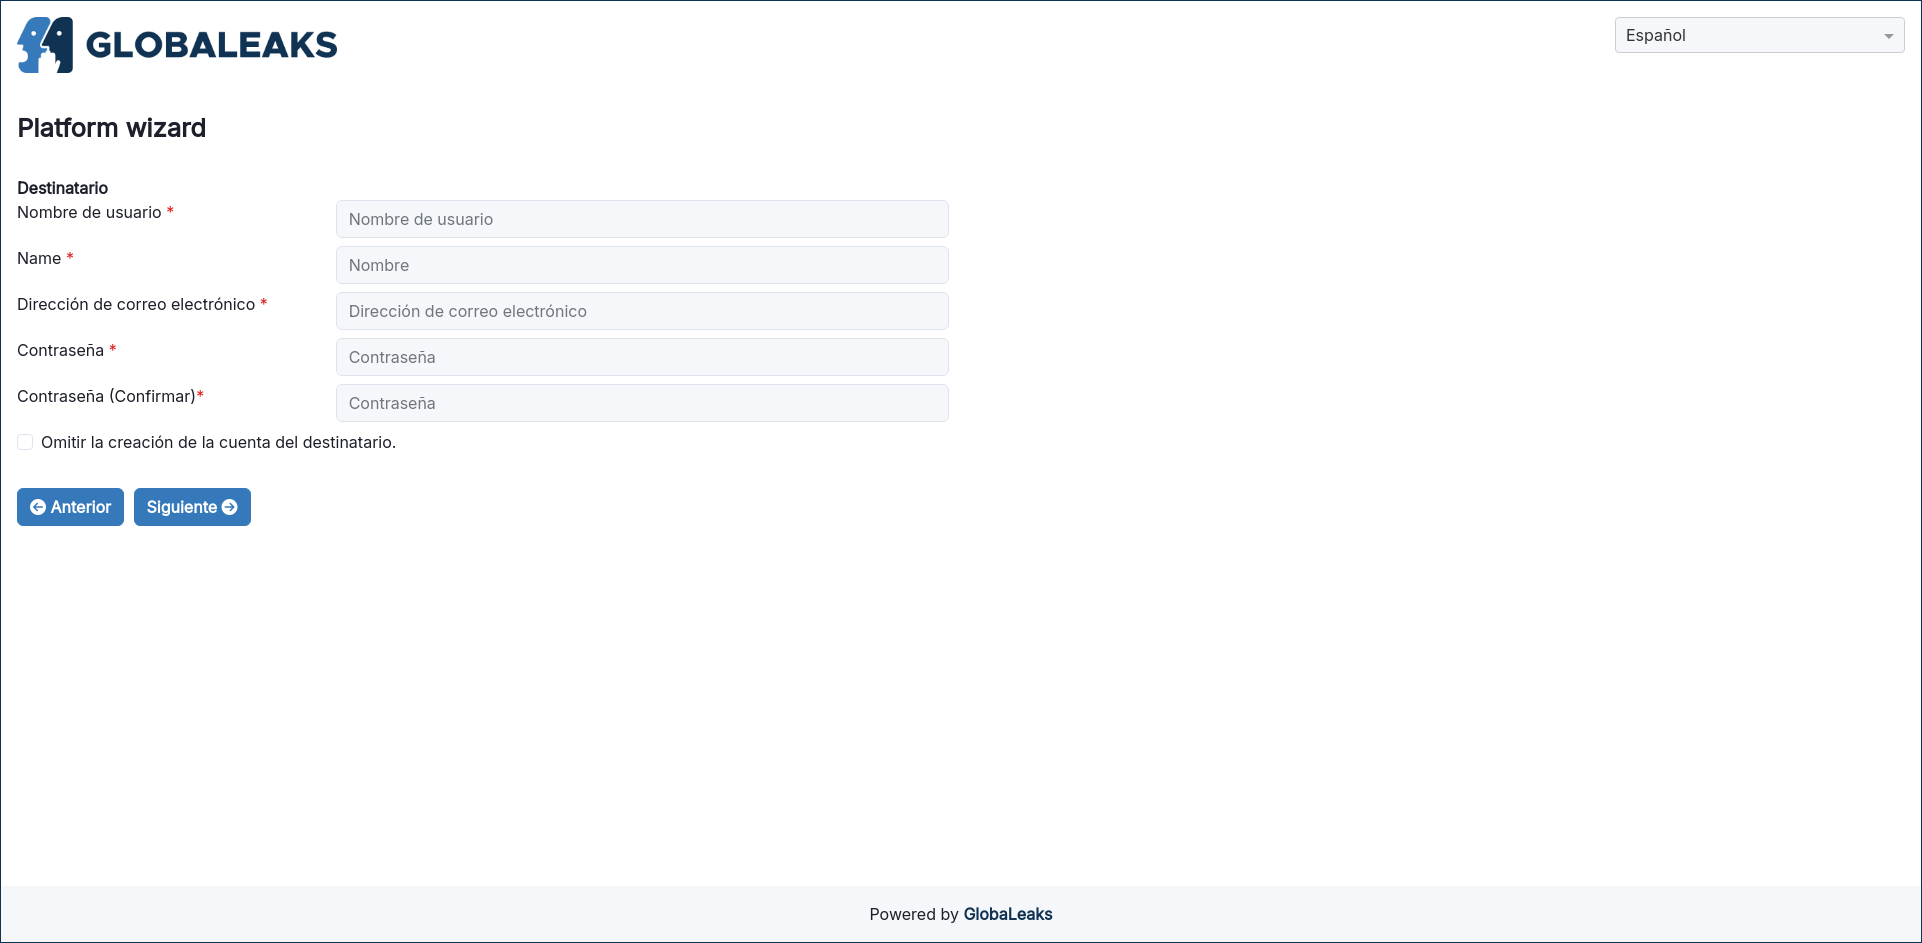 GLOBALEAKS
Español
Platform wizard
Destinatario
Nombre de usuario *
Nombre de usuario
Name *
Nombre
Dirección de correo electrónico *
Dirección de correo electrónico
Contraseña *
Contraseña
Contraseña (Confirmar)*
Contraseña
Omitir la creación de la cuenta del destinatario.
Anterior
Siguiente
Powered by GlobaLeaks